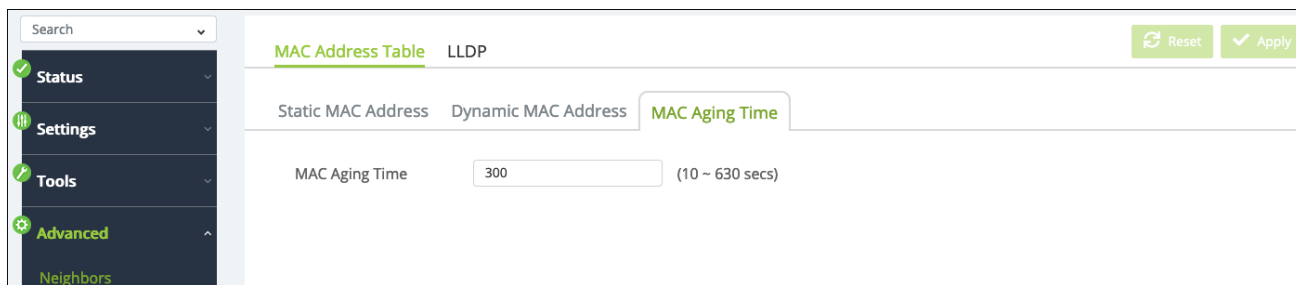 Search
Status
Settings
Tools
Advanced
Neighbors
MAC Address Table LLDP
Reset Apply
Static MAC Address Dynamic MAC Address MAC Aging Time
MAC Aging Time 300 (10 ~ 630 secs)